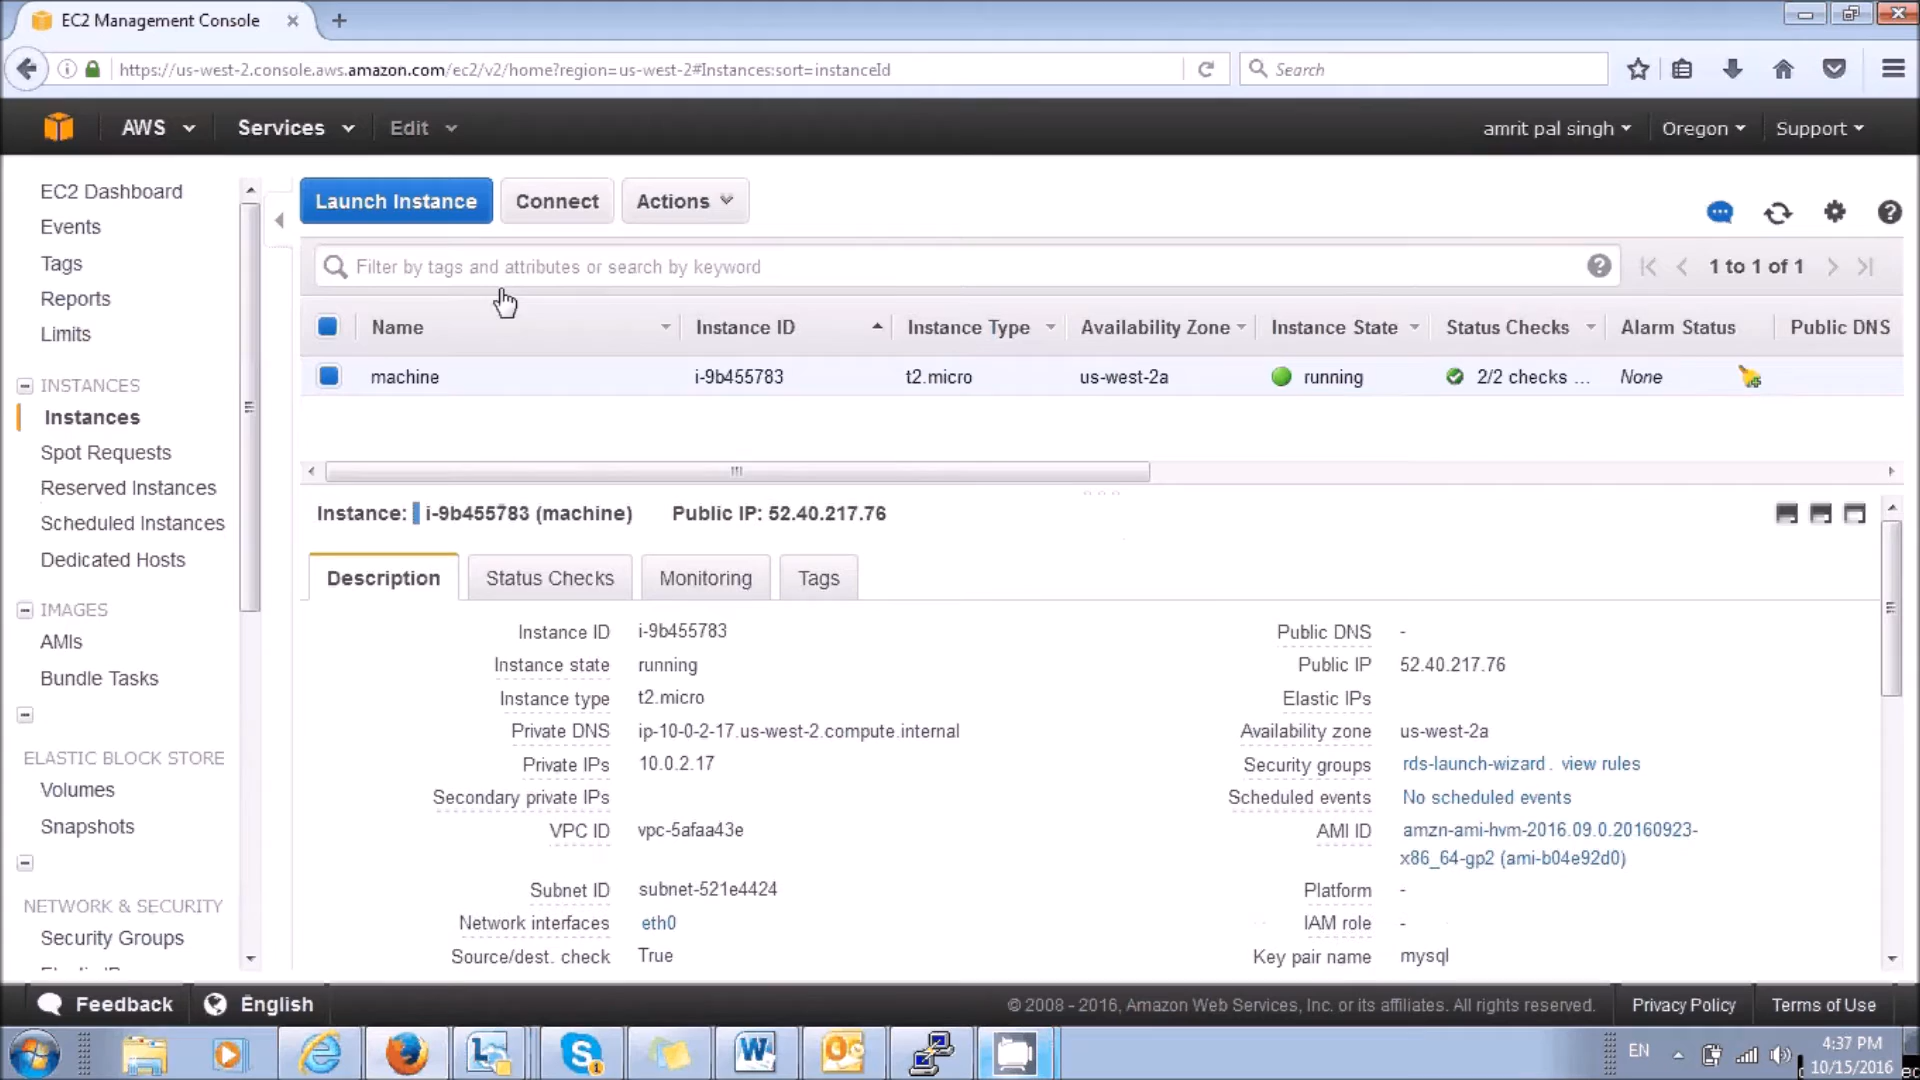 EC2 Management Console
https://us-west-2.console.aws.amazon.com/ec2/v2/home?region=us-west-2#Instances:sort=instanceId
Search
AWS Services Edit amrit pal singh Oregon Support
EC2 Dashboard
Events
Tags
Reports
Limits
INSTANCES
Instances
Spot Requests
Reserved Instances
Scheduled Instances
Dedicated Hosts
IMAGES
AMIs
Bundle Tasks
ELASTIC BLOCK STORE
Volumes
Snapshots
NETWORK & SECURITY
Security Groups
Launch Instance Connect Actions
Filter by tags and attributes or search by keyword
1 to 1 of 1
Name Instance ID Instance Type Availability Zone Instance State Status Checks Alarm Status Public DNS
machine i-9b455783 t2.micro us-west-2a running 2/2 checks ... None
Instance: i-9b455783 (machine) Public IP: 52.40.217.76
Description Status Checks Monitoring Tags
Instance ID i-9b455783
Instance state running
Instance type t2.micro
Private DNS ip-10-0-2-17.us-west-2.compute.internal
Private IPs 10.0.2.17
Secondary private IPs
VPC ID vpc-5afaa43e
Subnet ID subnet-521e4424
Network interfaces eth0
Source/dest. check True
Public DNS -
Public IP 52.40.217.76
Elastic IPs
Availability zone us-west-2a
Security groups rds-launch-wizard. view rules
Scheduled events No scheduled events
AMI ID amzn-ami-hvm-2016.09.0.20160923-
x86_64-gp2 (ami-b04e92d0)
Platform -
IAM role -
Key pair name mysql
Feedback English
© 2008 - 2016, Amazon Web Services, Inc. or its affiliates. All rights reserved. Privacy Policy Terms of Use
EN
4:37 PM
10/15/2016